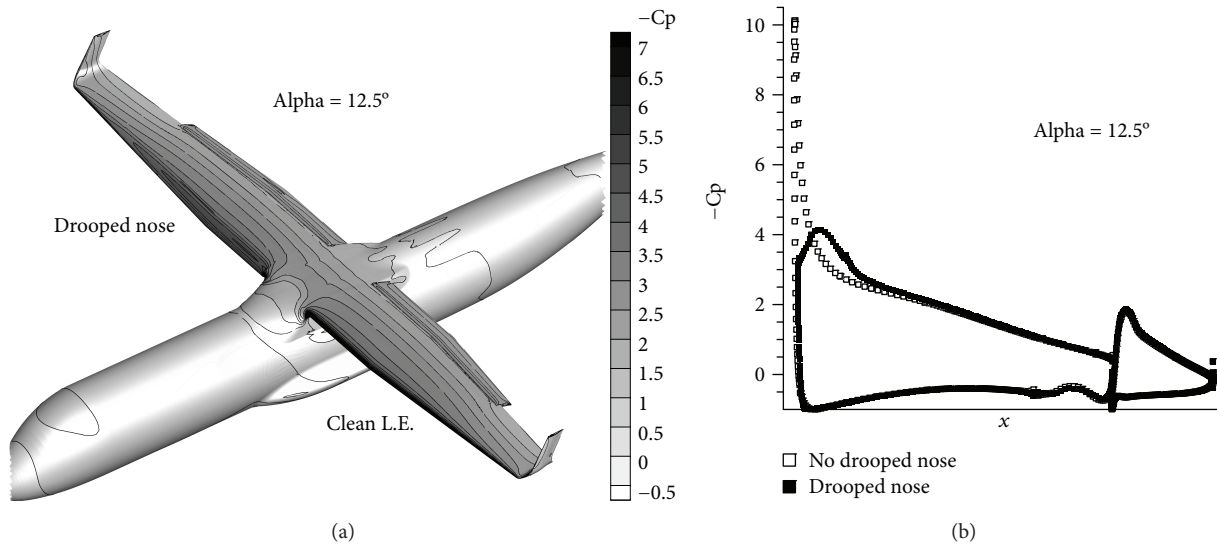 −Cp
7
6.5
6
5.5
5
4.5
4
3.5
3
2.5
2
1.5
1
0.5
0
−0.5
Alpha = 12.5º
Drooped nose
Clean L.E.
(a)
10
8
6
4
2
0
−Cp
Alpha = 12.5º
x
No drooped nose
Drooped nose
(b)